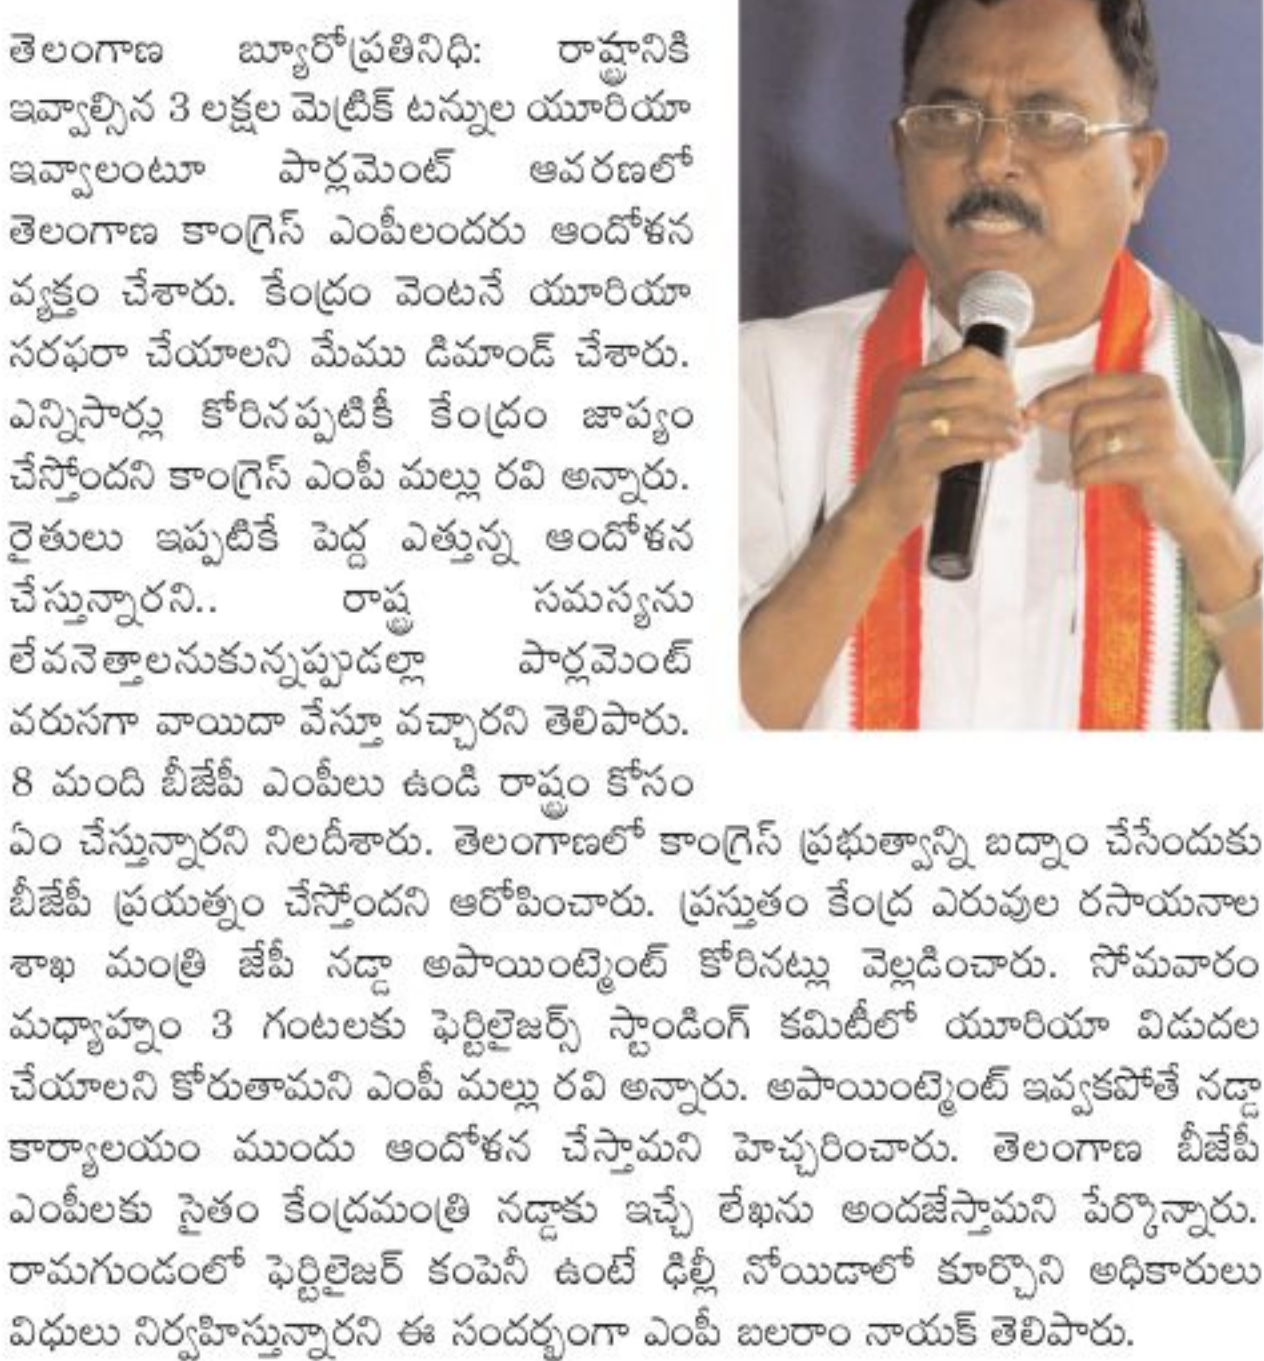 తెలంగాణ బ్యూరోప్రతినిధి: రాష్ట్రానికి
ఇవ్వాల్సిన 3 లక్షల మెట్రిక్ టన్నుల యూరియా
ఇవ్వాలంటూ పార్లమెంట్ ఆవరణలో
తెలంగాణ కాంగ్రెస్ ఎంపీలందరు ఆందోళన
వ్యక్తం చేశారు. కేంద్రం వెంటనే యూరియా
సరఫరా చేయాలని మేము డిమాండ్ చేశారు.
ఎన్నిసార్లు కోరినప్పటికీ కేంద్రం జాప్యం
చేస్తోందని కాంగ్రెస్ ఎంపీ మల్లు రవి అన్నారు.
రైతులు ఇప్పటికే పెద్ద ఎత్తున్న ఆందోళన
చేస్తున్నారని.. రాష్ట్ర సమస్యను
లేవనెత్తాలనుకున్నప్పుడల్లా పార్లమెంట్
వరుసగా వాయిదా వేస్తూ వచ్చారని తెలిపారు.
8 మంది బీజేపీ ఎంపీలు ఉండి రాష్ట్రం కోసం
ఏం చేస్తున్నారని నిలదీశారు. తెలంగాణలో కాంగ్రెస్ ప్రభుత్వాన్ని బద్నాం చేసేందుకు
బీజేపీ ప్రయత్నం చేస్తోందని ఆరోపించారు. ప్రస్తుతం కేంద్ర ఎరువుల రసాయనాల
శాఖ మంత్రి జేపీ నడ్డా అపాయింట్మెంట్ కోరినట్లు వెల్లడించారు. సోమవారం
మధ్యాహ్నం 3 గంటలకు ఫెర్టిలైజర్స్ స్టాండింగ్ కమిటీలో యూరియా విడుదల
చేయాలని కోరుతామని ఎంపీ మల్లు రవి అన్నారు. అపాయింట్మెంట్ ఇవ్వకపోతే నడ్డా
కార్యాలయం ముందు ఆందోళన చేస్తామని హెచ్చరించారు. తెలంగాణ బీజేపీ
ఎంపీలకు సైతం కేంద్రమంత్రి నడ్డాకు ఇచ్చే లేఖను అందజేస్తామని పేర్కొన్నారు.
రామగుండంలో ఫెర్టిలైజర్ కంపెనీ ఉంటే ఢిల్లీ నోయిడాలో కూర్చొని అధికారులు
విధులు నిర్వహిస్తున్నారని ఈ సందర్భంగా ఎంపీ బలరాం నాయక్ తెలిపారు.